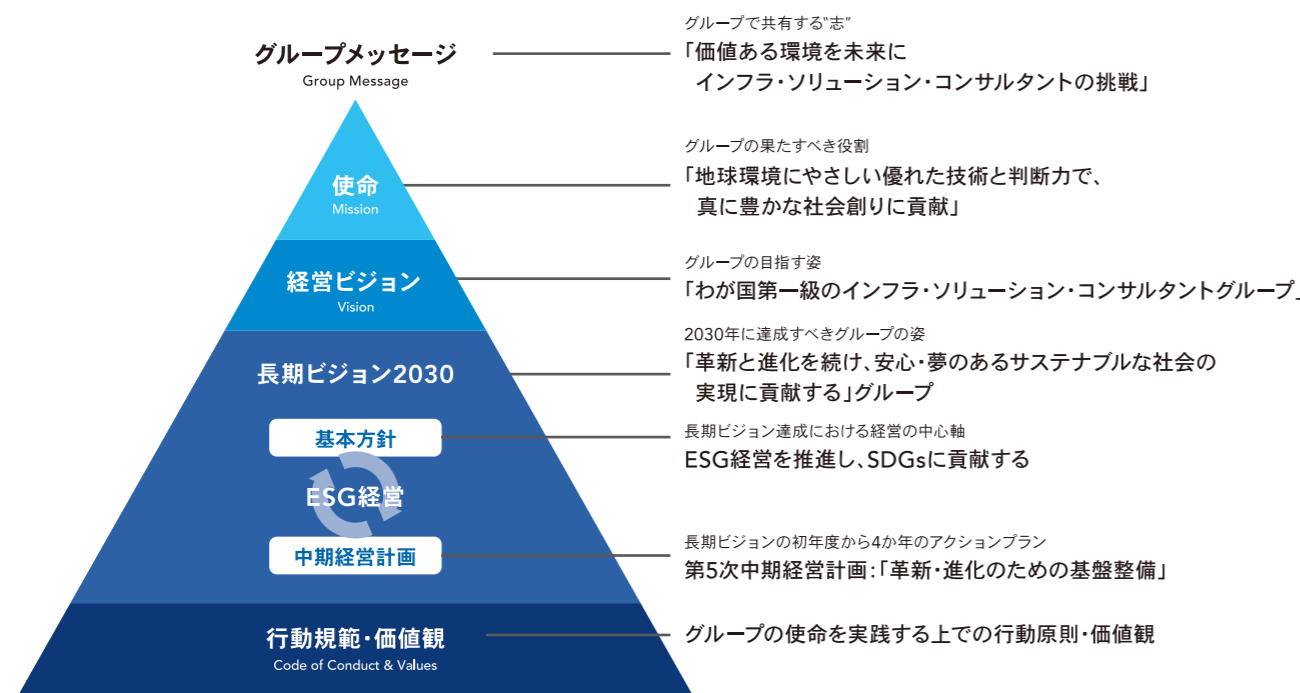 グループメッセージ
Group Message
グループで共有する"志"
「価値ある環境を未来に
インフラ・ソリューション・コンサルタントの挑戦」
使命
Mission
グループの果たすべき役割
「地球環境にやさしい優れた技術と判断力で、
真に豊かな社会創りに貢献」
経営ビジョン
Vision
グループの目指す姿
「わが国第一級のインフラ・ソリューション・コンサルタントグループ」
長期ビジョン2030
2030年に達成すべきグループの姿
「革新と進化を続け、安心・夢のあるサステナブルな社会の
実現に貢献する」グループ
基本方針
長期ビジョン達成における経営の中心軸
ESG経営を推進し、SDGsに貢献する
ESG経営
中期経営計画
長期ビジョンの初年度から4か年のアクションプラン
第5次中期経営計画：「革新・進化のための基盤整備」
行動規範・価値観
Code of Conduct & Values
グループの使命を実践する上での行動原則・価値観